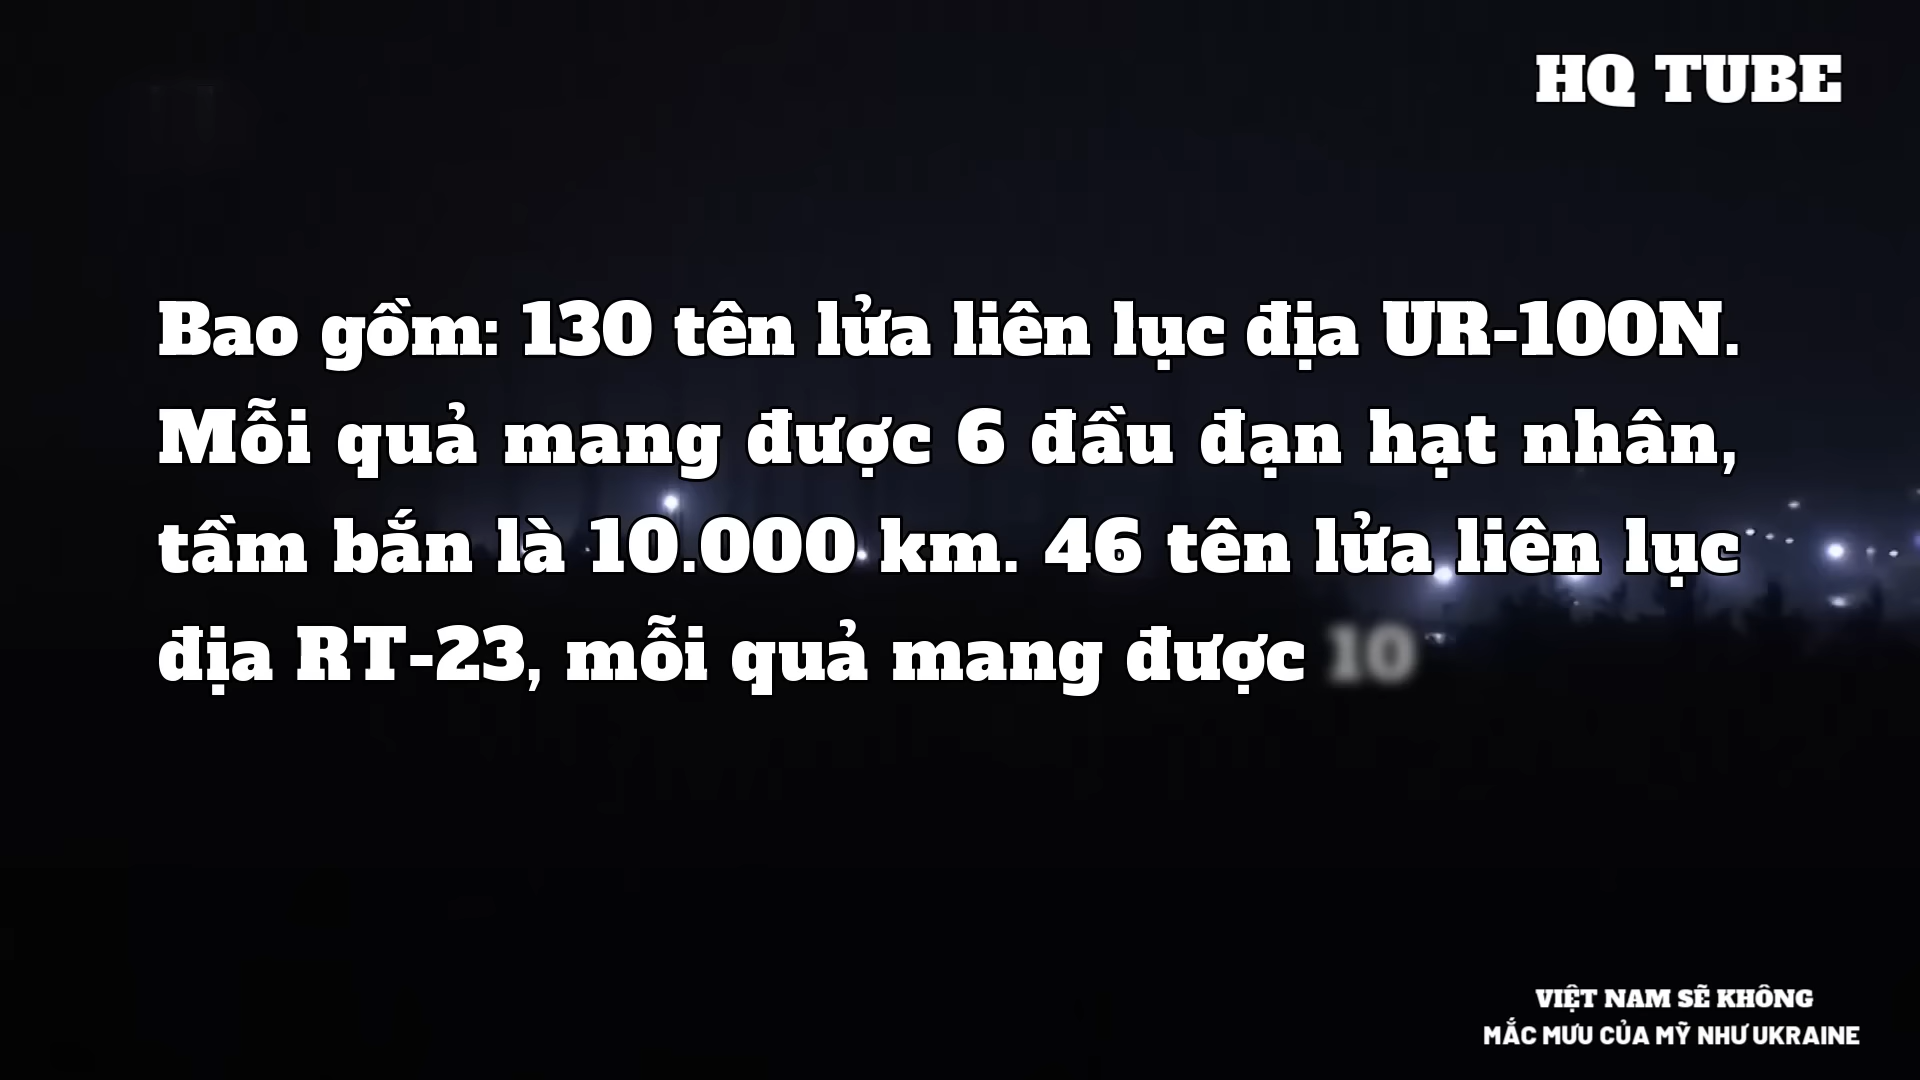 HQ TUBE
Bao gồm: 130 tên lửa liên lục địa UR-100N.
Mỗi quả mang được 6 đầu đạn hạt nhân,
tầm bắn là 10.000 km. 46 tên lửa liên lục
địa RT-23, mỗi quả mang được 10
VIỆT NAM SẼ KHÔNG
MẮC MƯU CỦA MỸ NHƯ UKRAINE